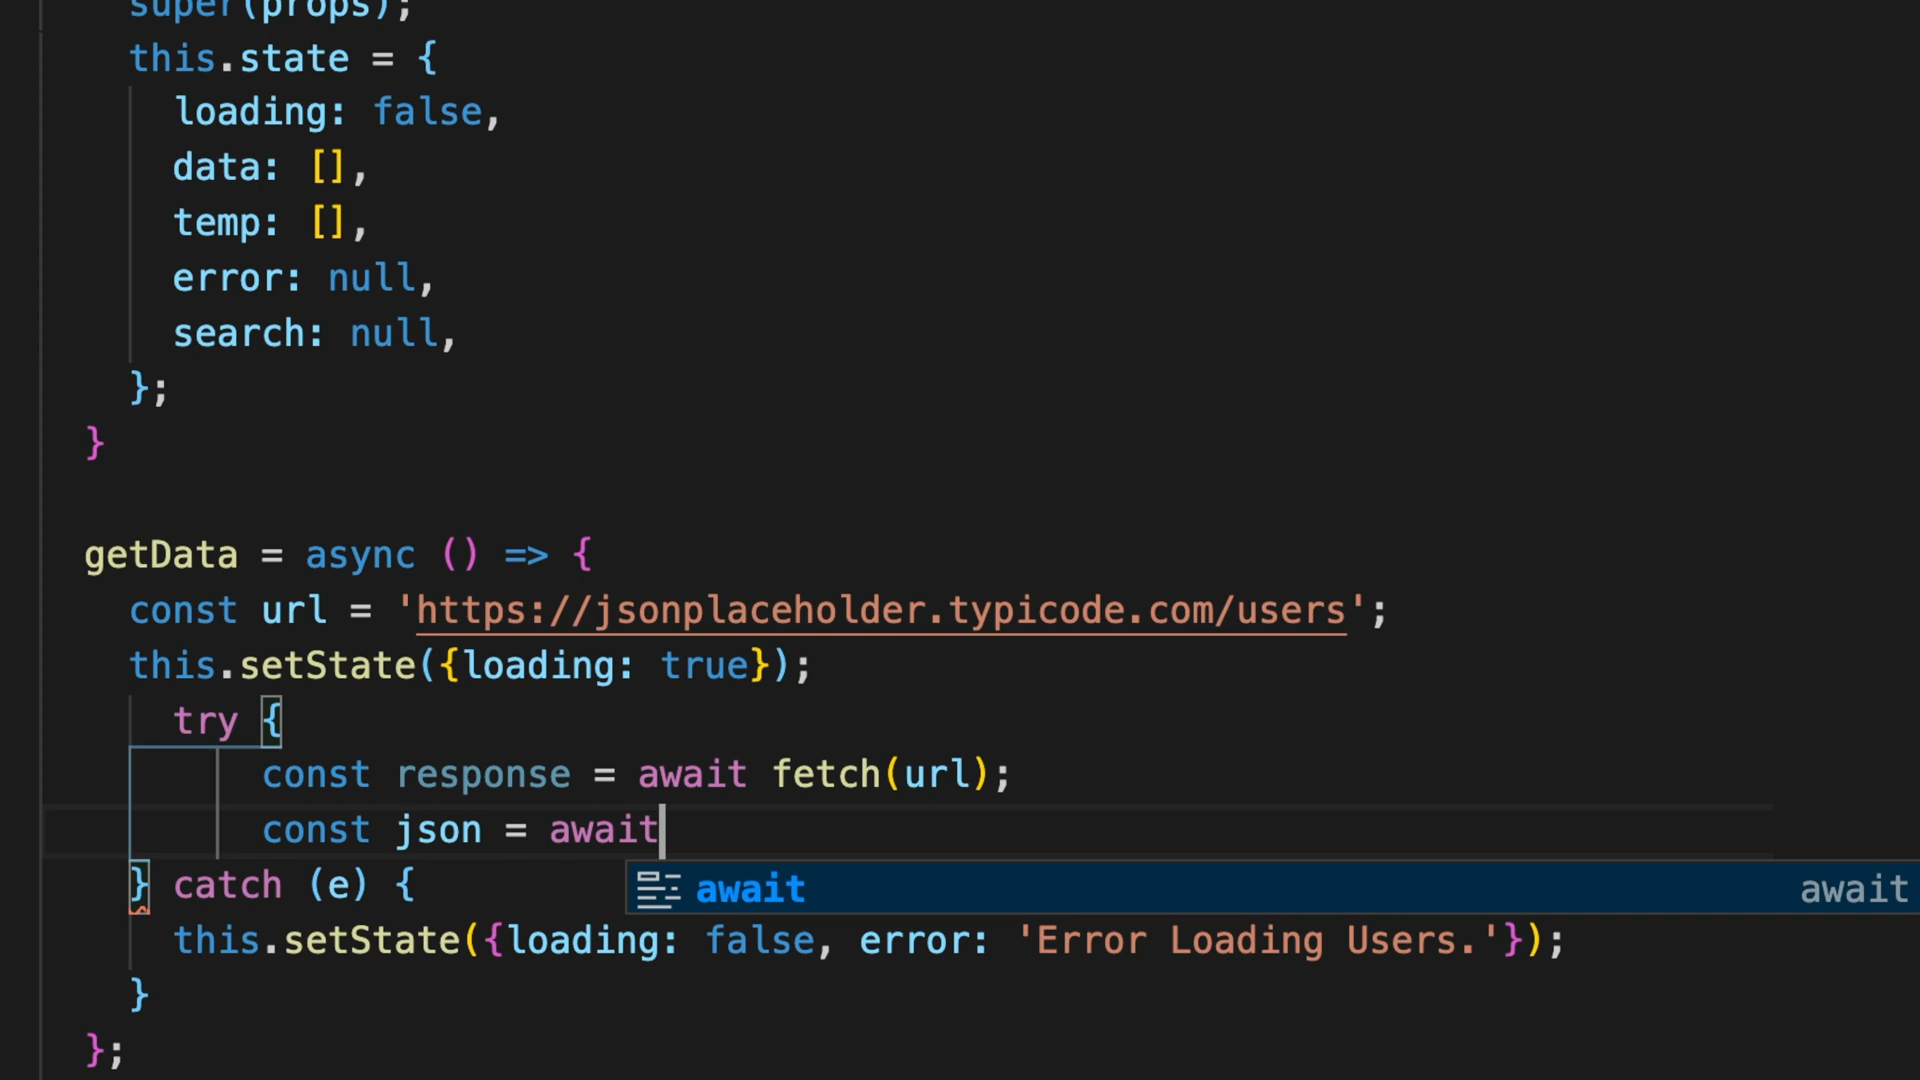 super(props);
this.state = {
loading: false,
data: [],
temp: [],
error: null,
search: null,
};
}
getData = async () => {
const url = 'https://jsonplaceholder.typicode.com/users';
this.setState({loading: true});
try {
const response = await fetch(url);
const json = await
} catch (e) {
await await
this.setState({loading: false, error: 'Error Loading Users.'});
}
};